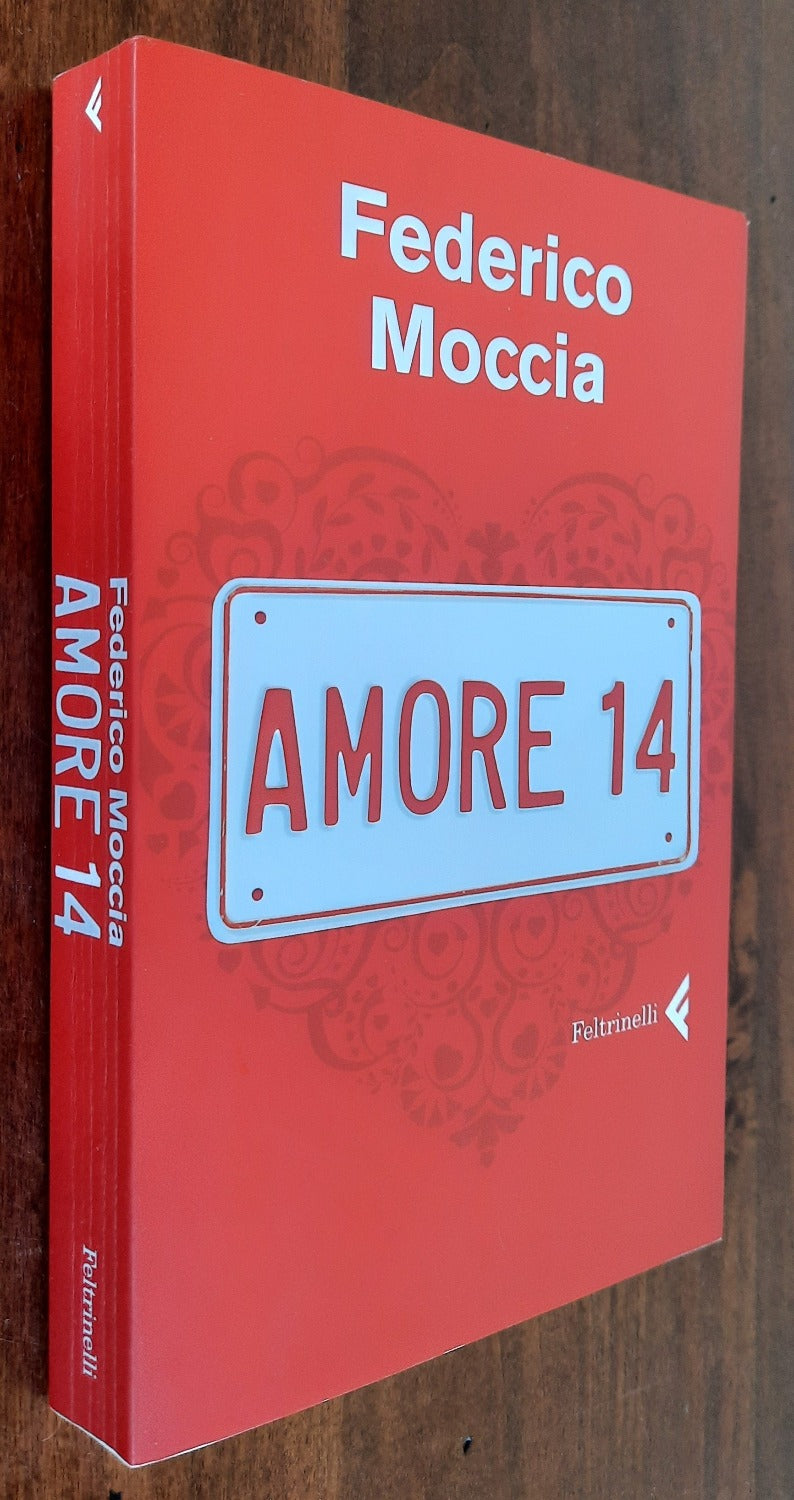 Federico
Moccia
AMORE 14
Feltrinelli
Federico Moccia
AMORE 14
Feltrinelli